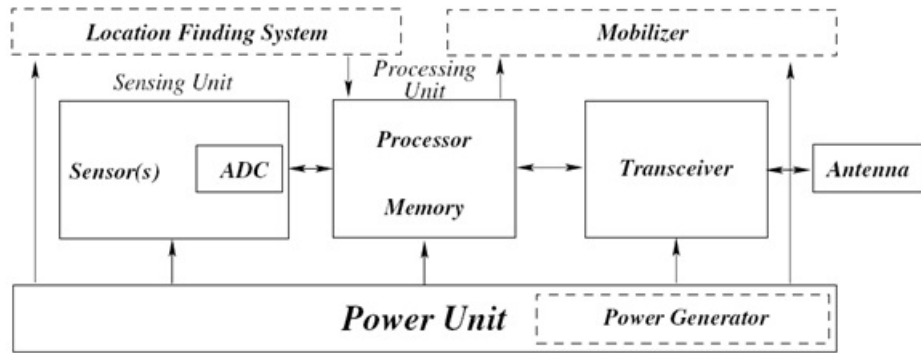 Location Finding System
Mobilizer
Sensing Unit
Processing
Unit
Sensor(s)
ADC
Processor
Memory
Transceiver
Antenna
Power Unit
Power Generator